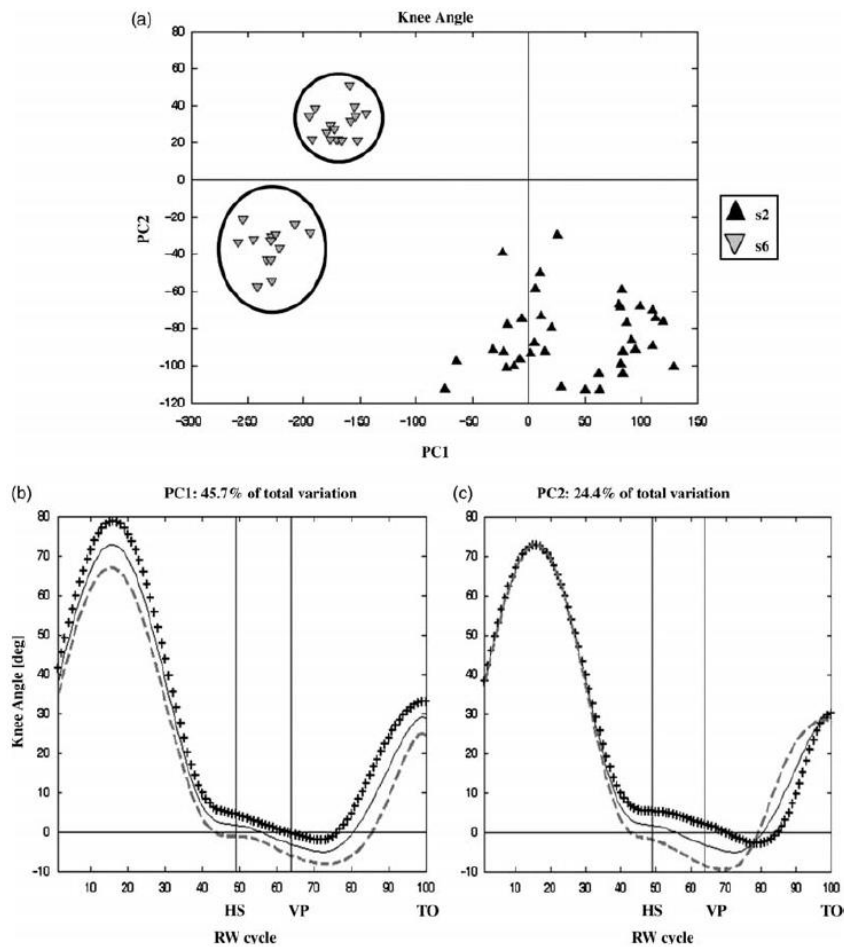 (a)
Knee Angle
80
60
40
20
0
-20
-40
-60
-80
-100
-120
PC2
-300 -250 -200 -150 -100 -50 0 50 100 150
PC1
s2
s6
(b)
PC1: 45.7% of total variation
80
70
60
50
40
30
20
10
0
-10
Knee Angle [deg]
10 20 30 40 50 60 70 80 90 100
HS VP TO
RW cycle
(c)
PC2: 24.4% of total variation
80
70
60
50
40
30
20
10
0
-10
10 20 30 40 50 60 70 80 90 100
HS VP TO
RW cycle